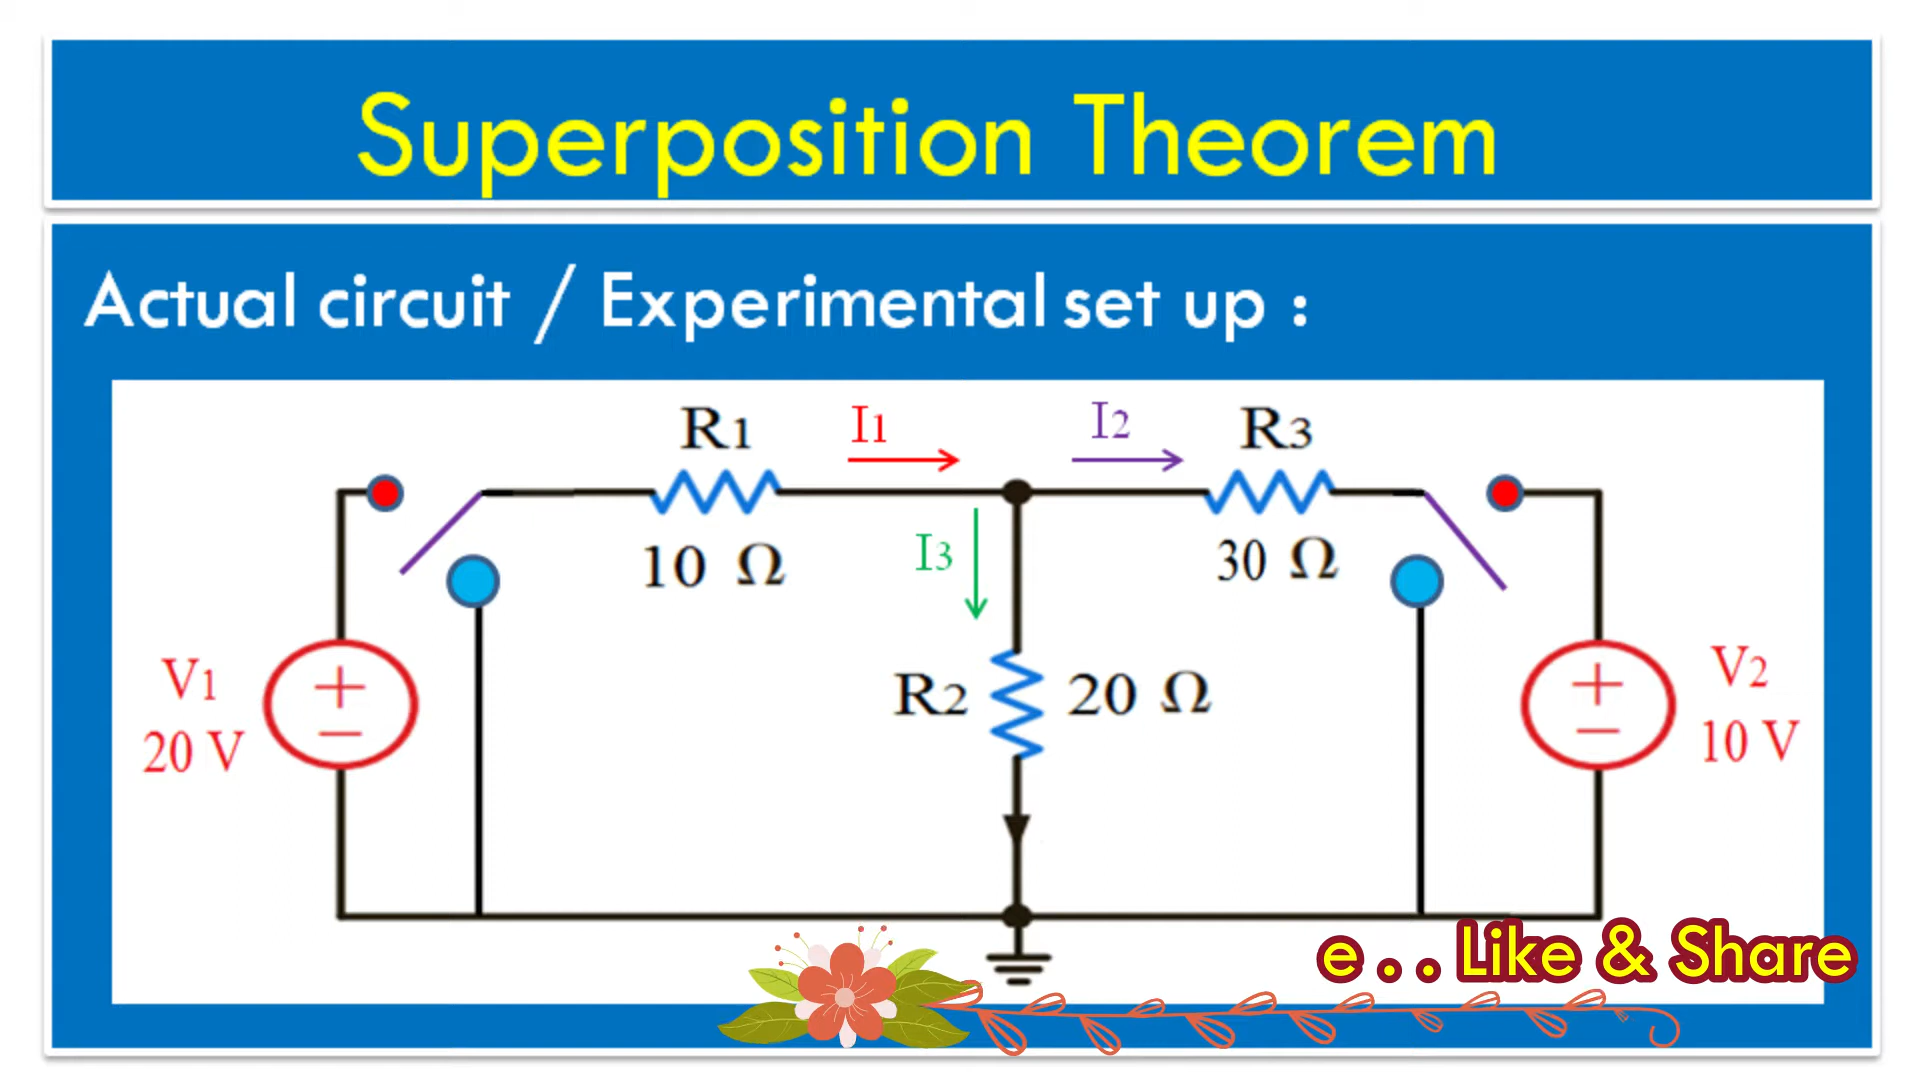 Superposition Theorem
Actual circuit / Experimental set up :
R1
I1
I2
R3
10 Ω
I3
30 Ω
V1
20 V
+
−
R2
20 Ω
+
−
V2
10 V
e . . Like & Share